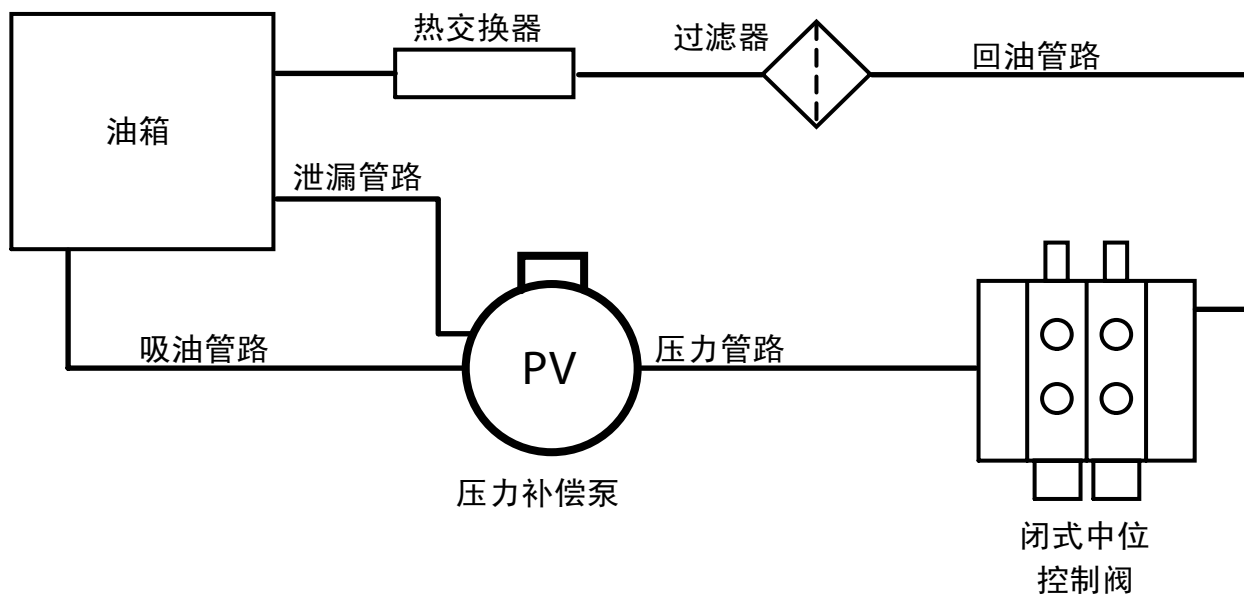 热交换器
过滤器
回油管路
油箱
泄漏管路
吸油管路
PV
压力管路
压力补偿泵
闭式中位
控制阀